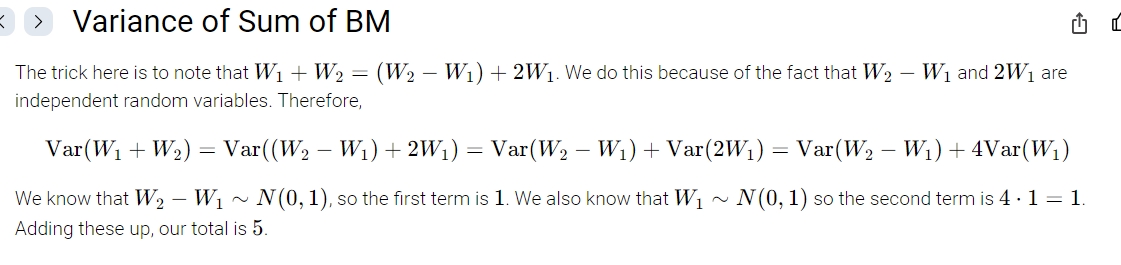 Variance of Sum of BM
The trick here is to note that W₁ + W₂ = (W₂ − W₁) + 2W₁. We do this because of the fact that W₂ − W₁ and 2W₁ are
independent random variables. Therefore,
Var(W₁ + W₂) = Var((W₂ − W₁) + 2W₁) = Var(W₂ − W₁) + Var(2W₁) = Var(W₂ − W₁) + 4Var(W₁)
We know that W₂ − W₁ ∼ N(0, 1), so the first term is 1. We also know that W₁ ∼ N(0, 1) so the second term is 4 · 1 = 1.
Adding these up, our total is 5.